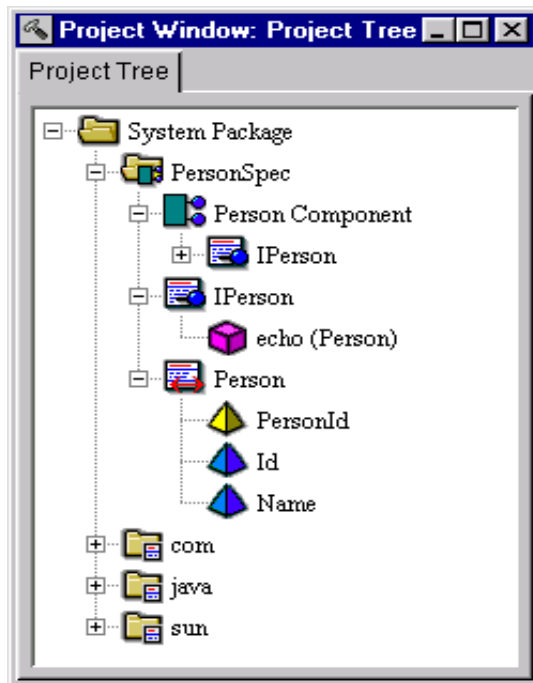 Project Window: Project Tree
Project Tree
System Package
PersonSpec
Person Component
IPerson
IPerson
echo (Person)
Person
PersonId
Id
Name
com
java
sun